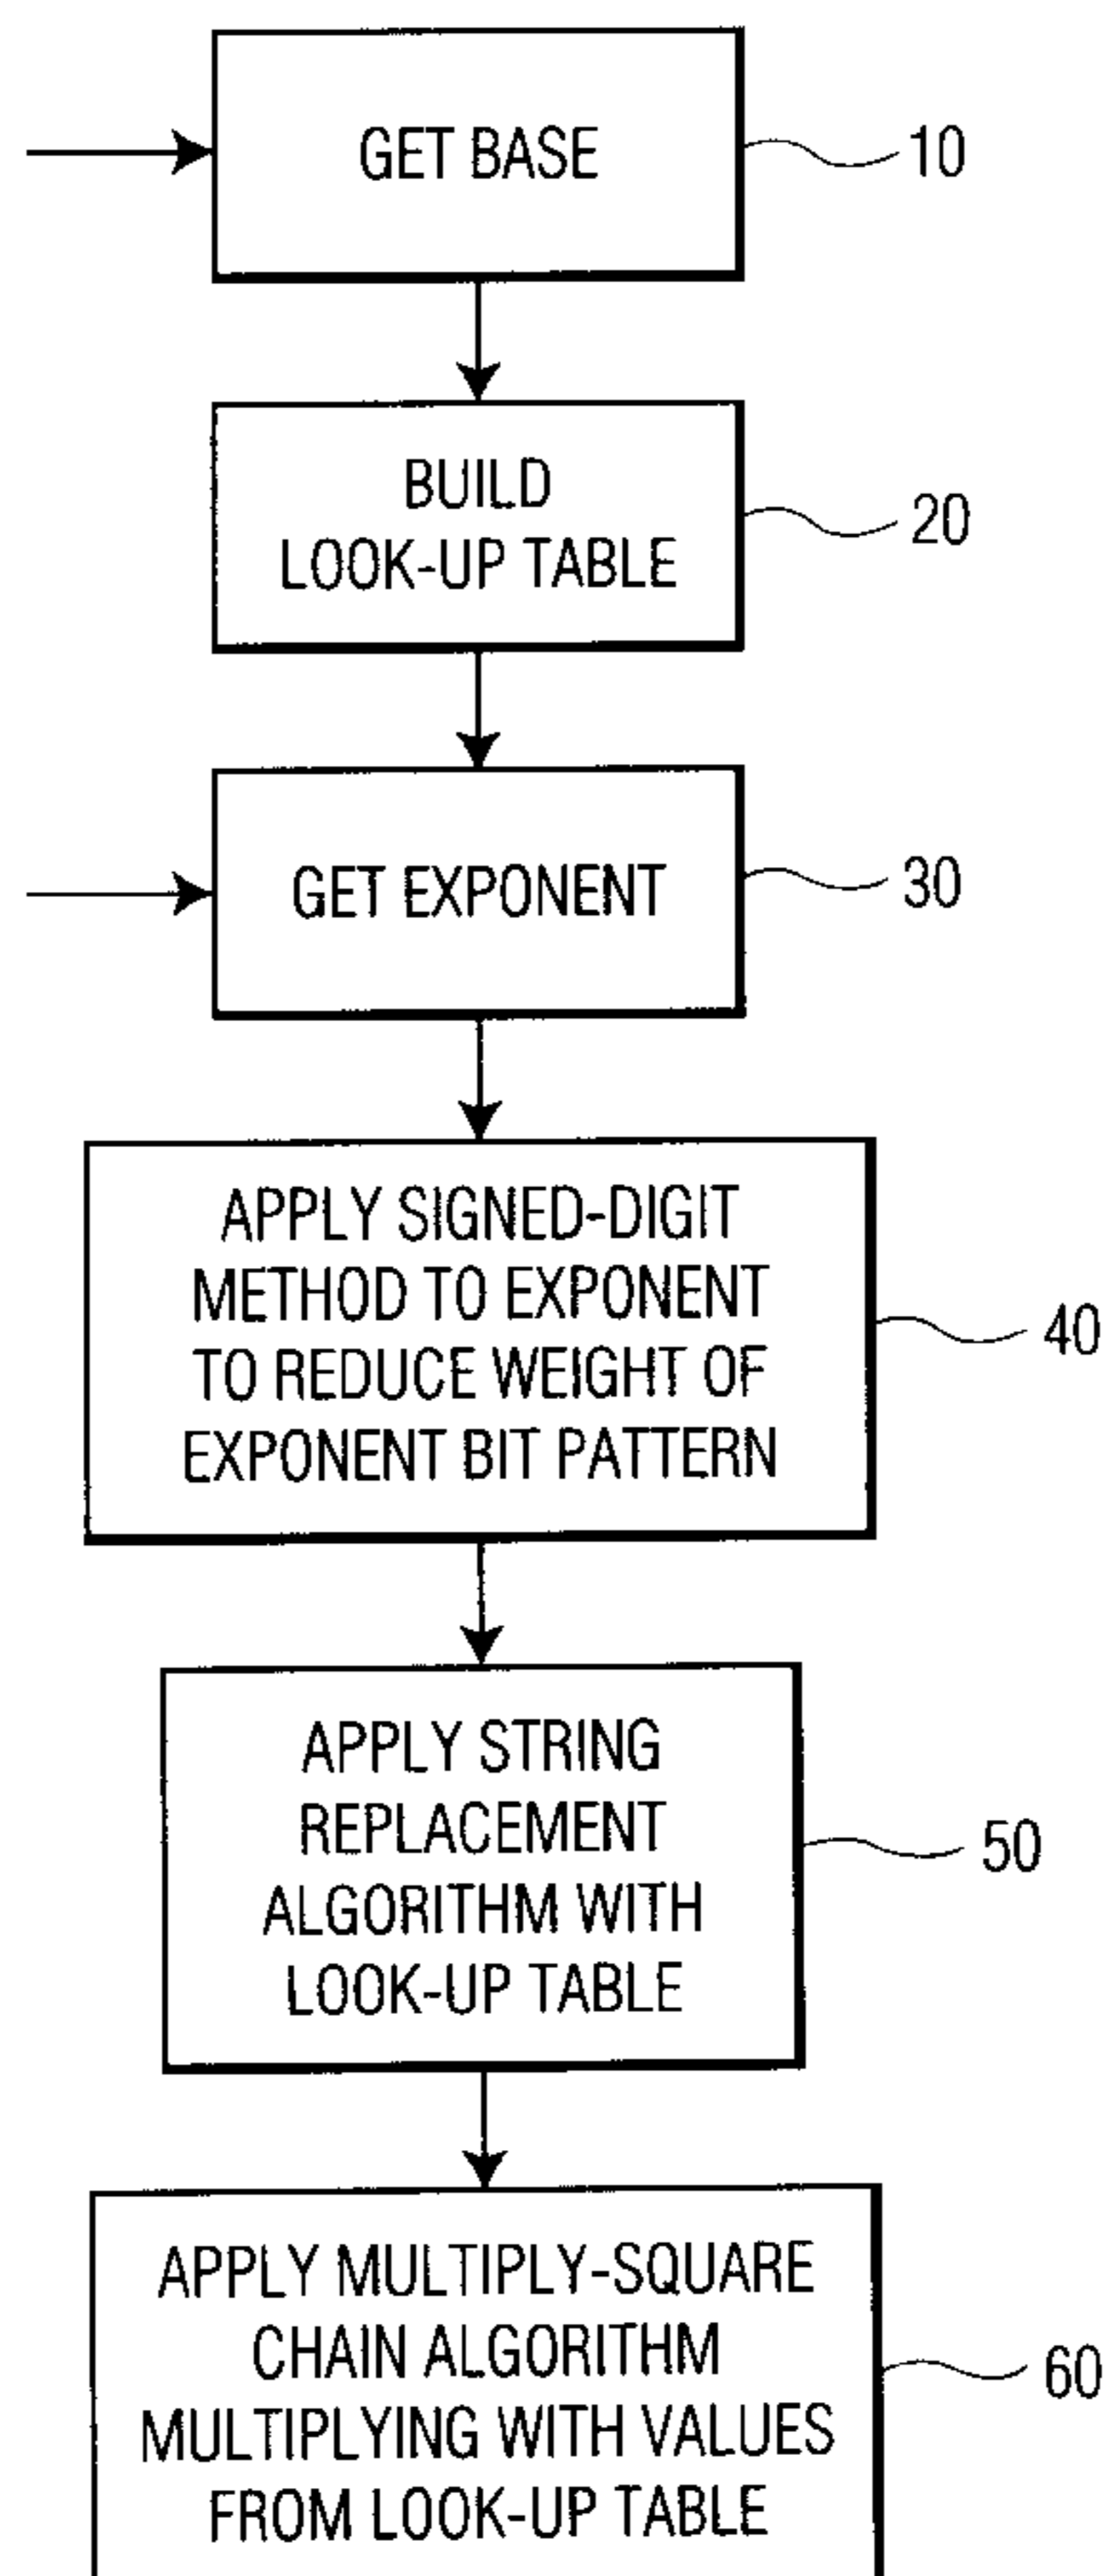 GET BASE
10
BUILD
LOOK-UP TABLE
20
GET EXPONENT
30
APPLY SIGNED-DIGIT
METHOD TO EXPONENT
TO REDUCE WEIGHT OF
EXPONENT BIT PATTERN
40
APPLY STRING
REPLACEMENT
ALGORITHM WITH
LOOK-UP TABLE
50
APPLY MULTIPLY-SQUARE
CHAIN ALGORITHM
MULTIPLYING WITH VALUES
FROM LOOK-UP TABLE
60